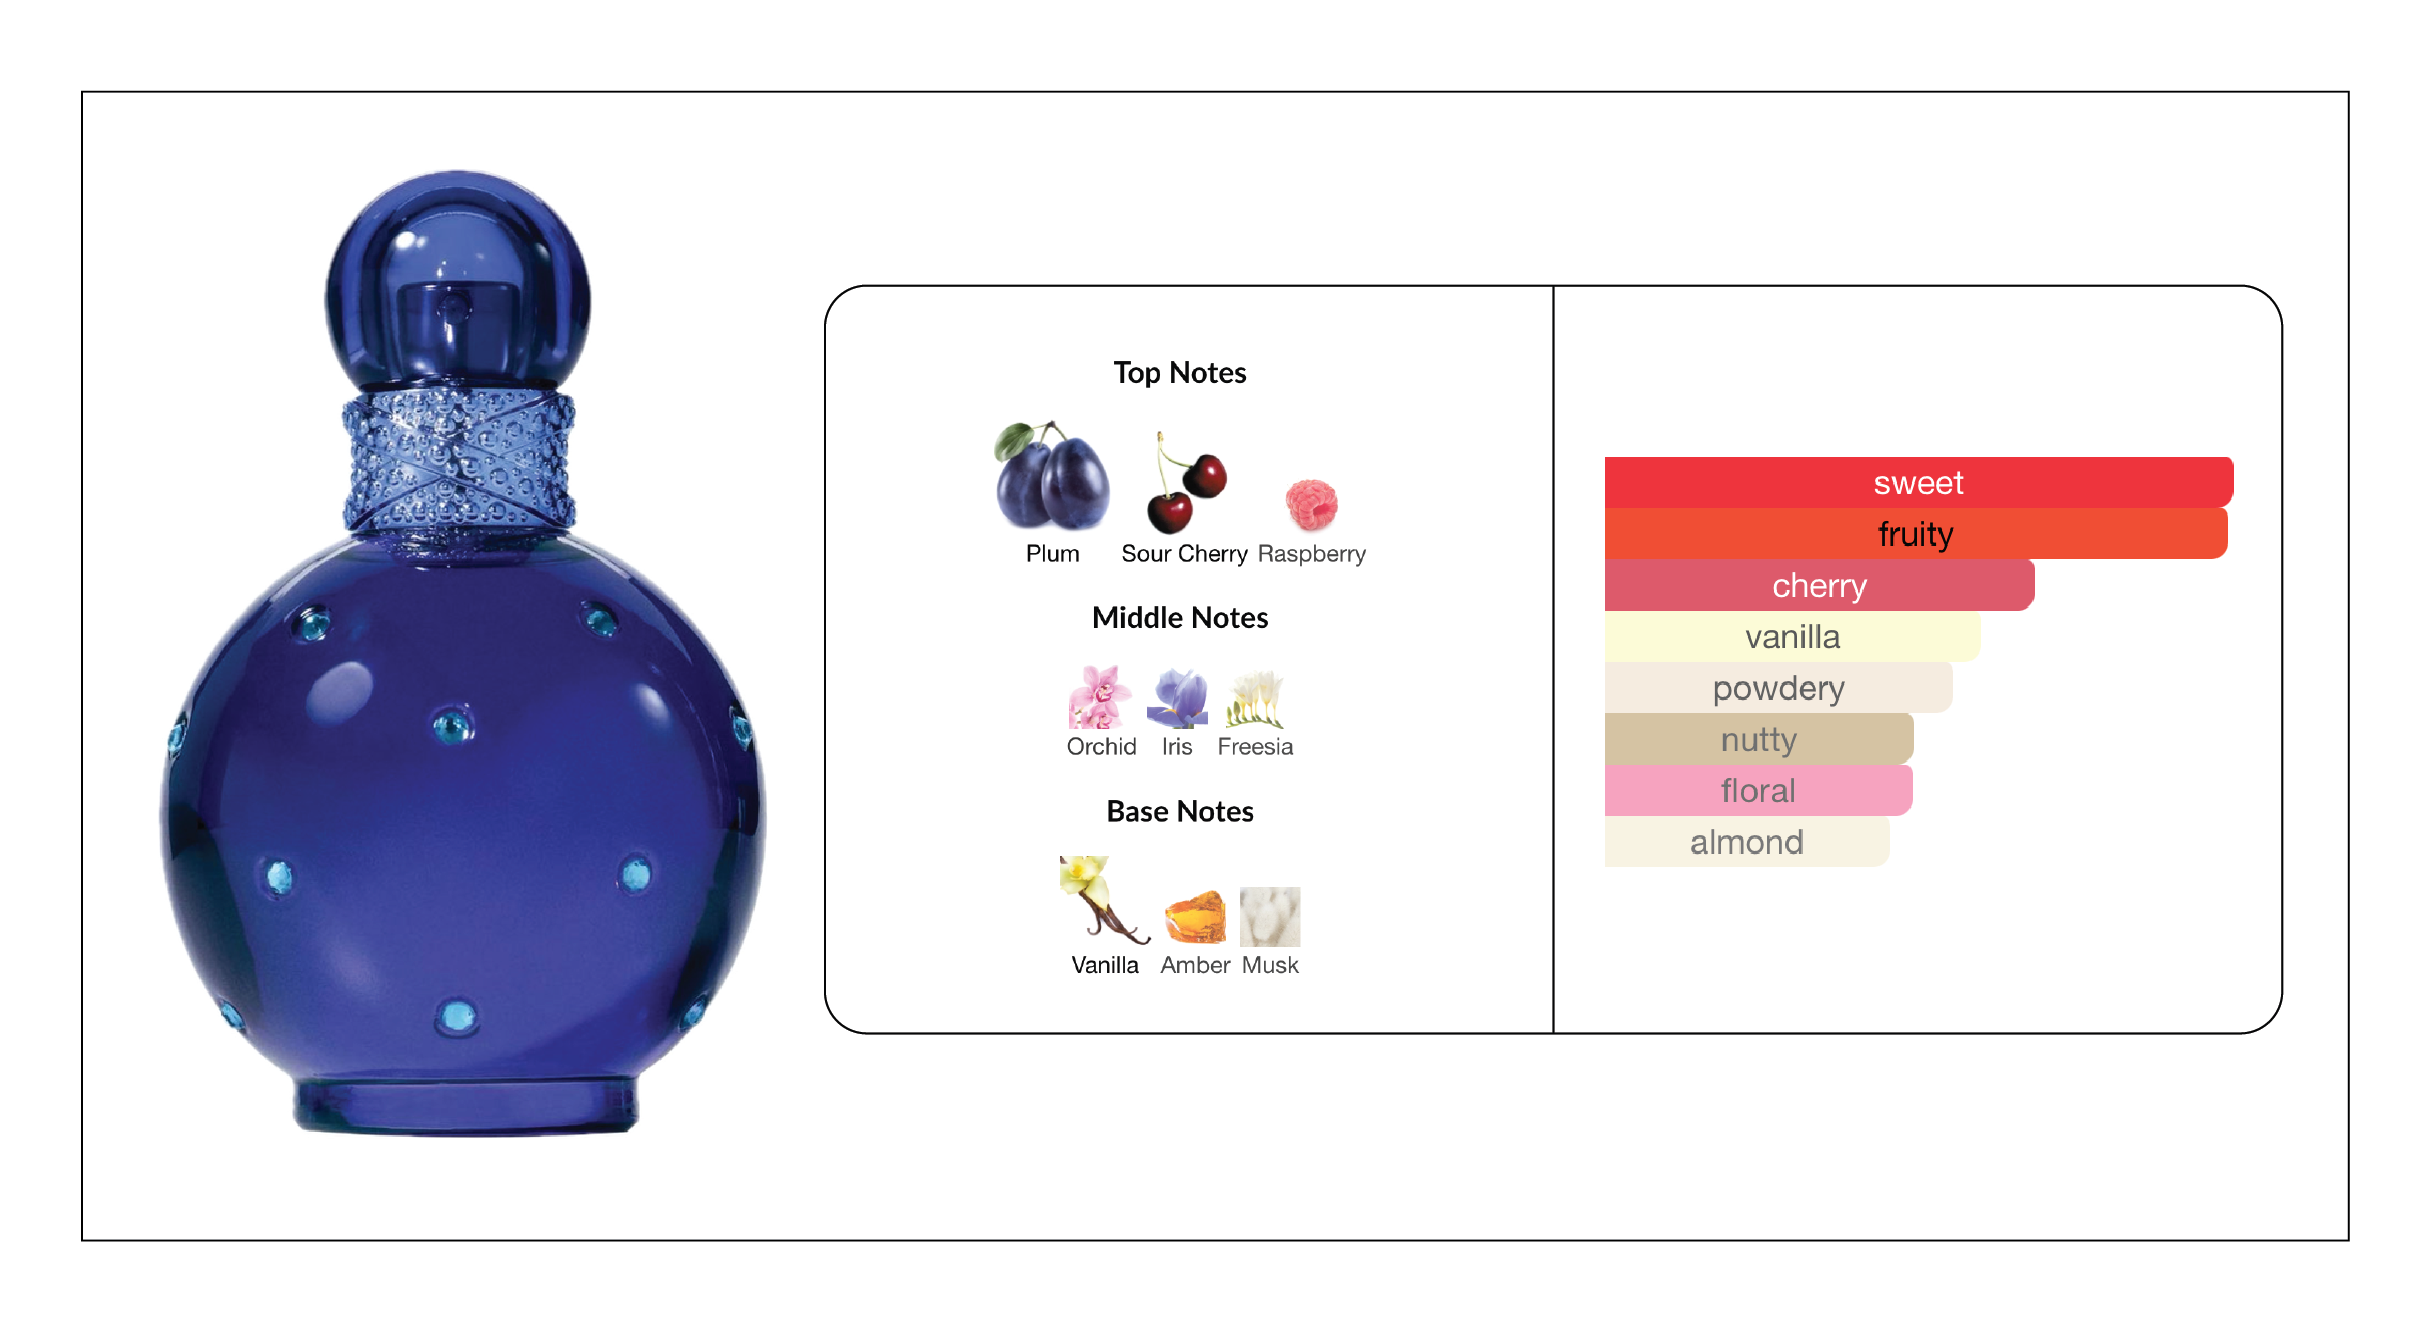 Top Notes
Plum Sour Cherry Raspberry
Middle Notes
Orchid Iris Freesia
Base Notes
Vanilla Amber Musk
sweet
fruity
cherry
vanilla
powdery
nutty
floral
almond